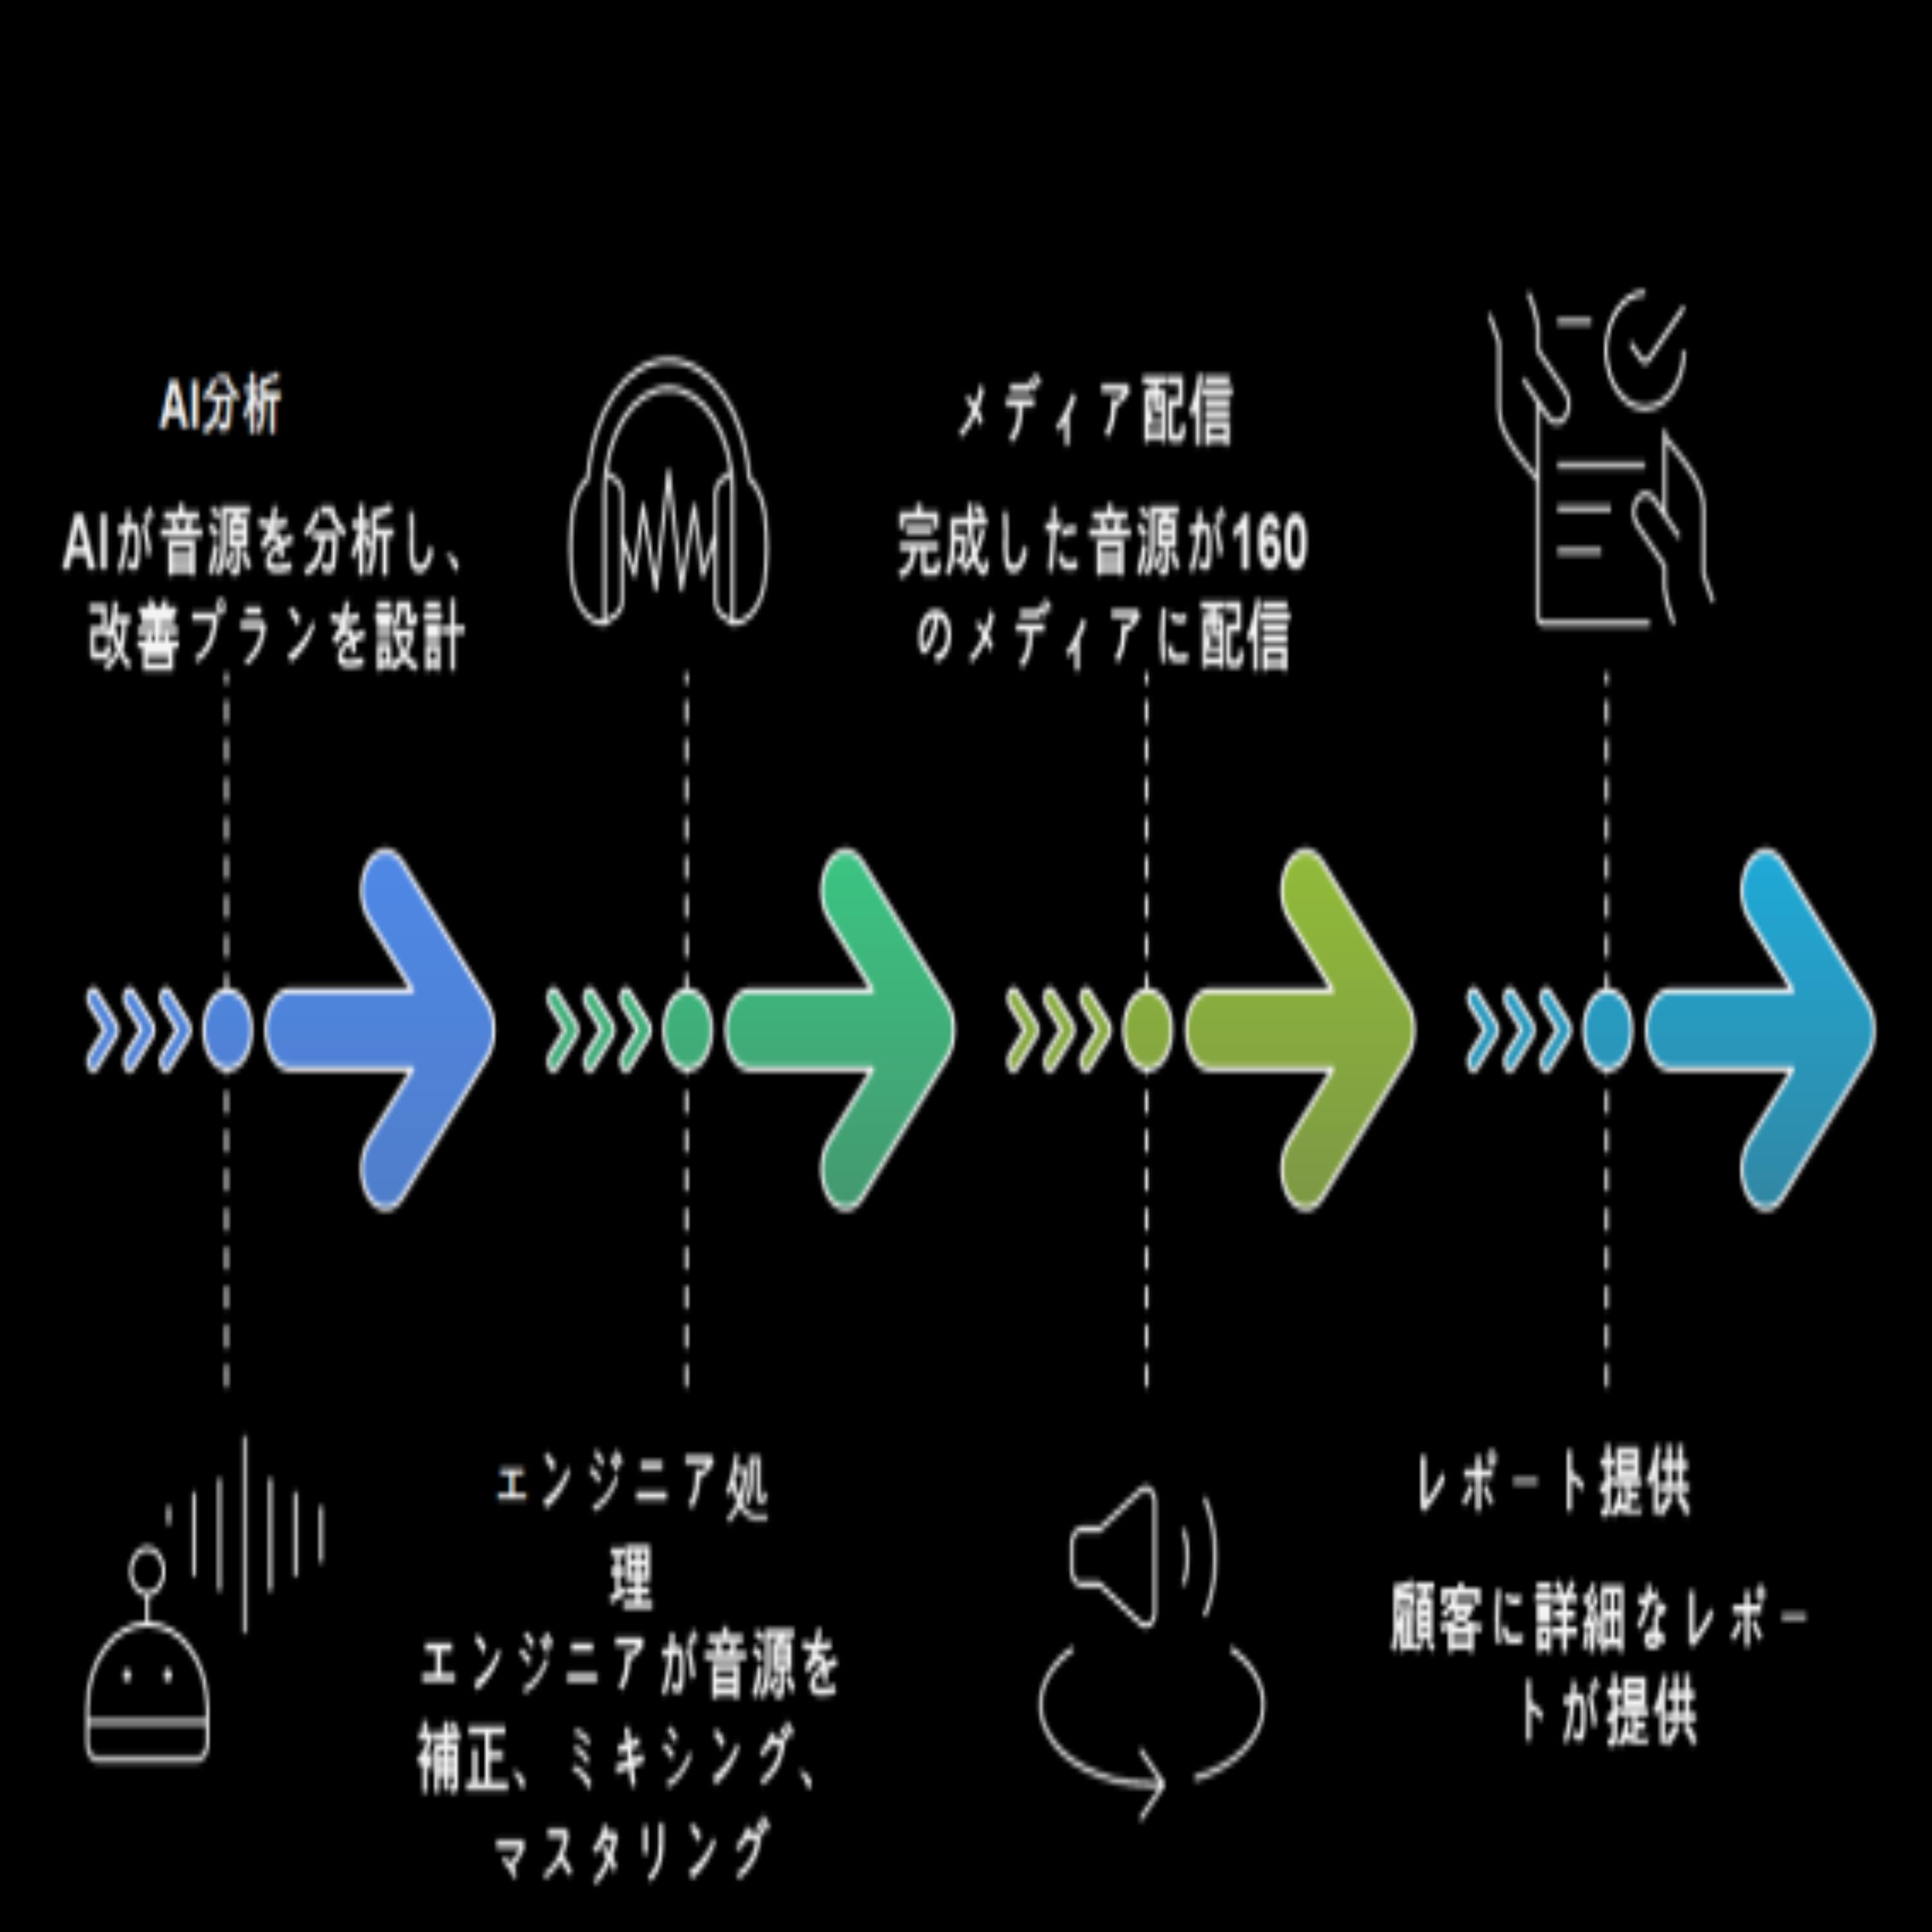 AI分析
AIが音源を分析し、
改善プランを設計
エンジニア処
理
エンジニアが音源を
補正、ミキシング、
マスタリング
メディア配信
完成した音源が160
のメディアに配信
レポート提供
顧客に詳細なレポー
トが提供